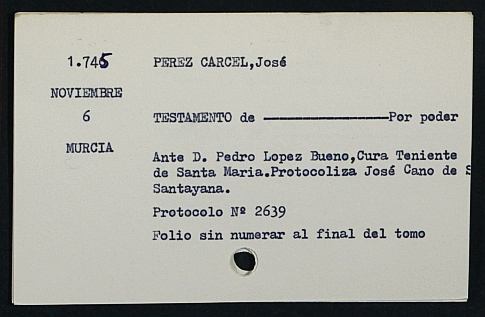 1.745
PEREZ CARCEL,José
NOVIEMBRE
6
TESTAMENTO de ————————————Por poder
MURCIA
Ante D. Pedro Lopez Bueno,Cura Teniente
de Santa Maria.Protocoliza José Cano de S
Santayana.
Protocolo Nº 2639
Folio sin numerar al final del tomo